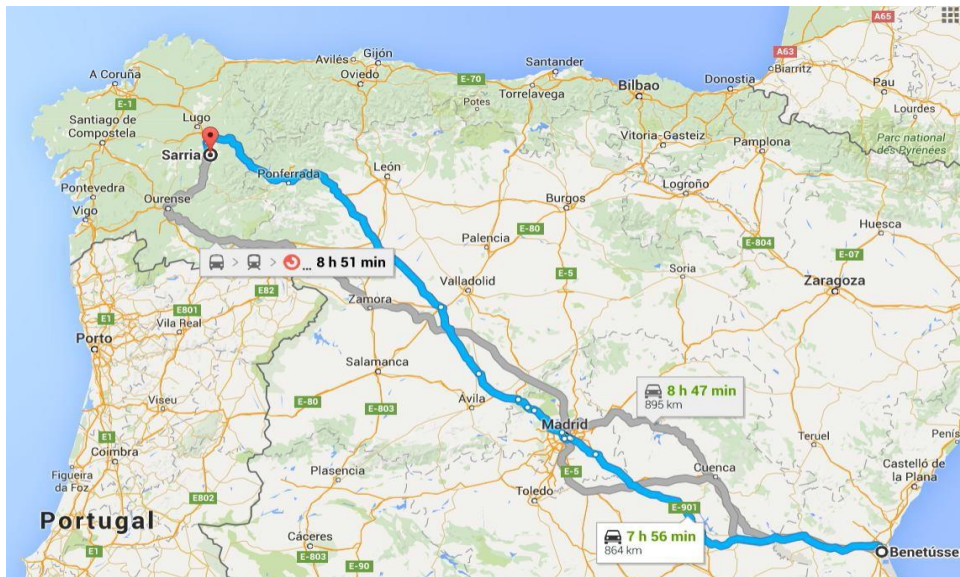 A65
A63
Gijón
Avilés
Oviedo
E-70
Santander
Torrelavega
Potes
Bilbao
Donostia
Biarritz
Pau
Lourdes
Parc national
des Pyrénées
A Coruña
E-1
Santiago de
Compostela
Lugo
Sarria
Ponferrada
León
Vitoria-Gasteiz
Pamplona
Logroño
Burgos
Huesca
Pontevedra
Vigo
Ourense
E-80
E-804
E-07
Palencia
E-5
Soria
Zaragoza
... 8 h 51 min
E82
Zamora
Valladolid
E801
E1
Vila Real
Porto
Salamanca
Viseu
E-80
E-803
Ávila
8 h 47 min
895 km
Madrid
E1
Coimbra
Figueira
da Foz
Plasencia
E-5
Toledo
Cuenca
Teruel
Castelló de
la Plana
E802
Portugal
E1
Cáceres
E-803
E-90
E-901
7 h 56 min
864 km
Benetússer